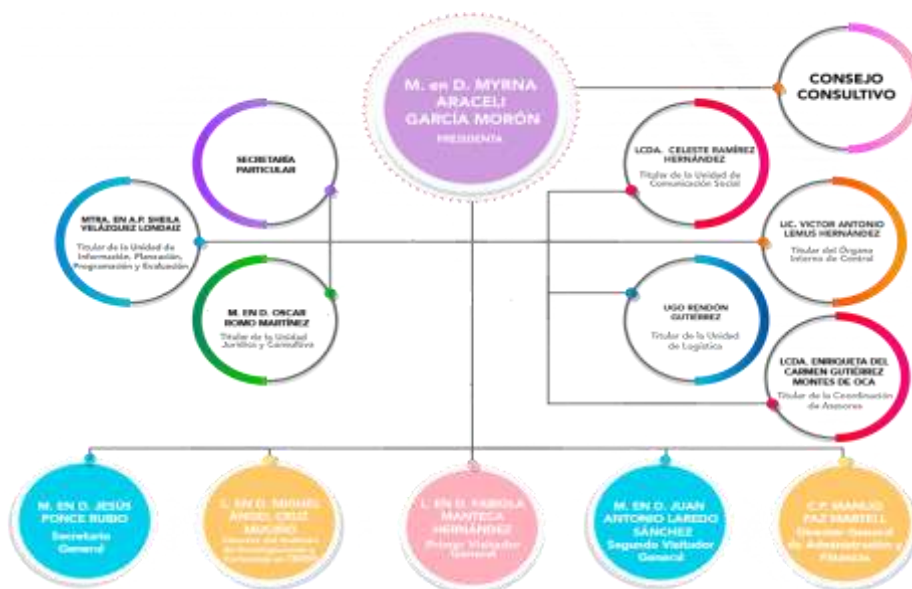 M. en D. MYRNA
ARACELI
GARCÍA MORÓN
PRESIDENTA
CONSEJO
CONSULTIVO
SECRETARÍA
PARTICULAR
LCDA. CELESTE RAMÍREZ
HERNÁNDEZ
Titular de la Unidad de
Comunicación Social
MTRA. EN A.P. SHEILA
VELÁZQUEZ LONDAIZ
Titular de la Unidad de
Información, Planeación,
Programación y Evaluación
LIC. VICTOR ANTONIO
LEMUS HERNÁNDEZ
Titular del Órgano
Interno de Control
M. EN D. OSCAR
ROMO MARTÍNEZ
Titular de la Unidad
Jurídica y Consultiva
UGO RENDÓN
GUTIÉRREZ
Titular de la Unidad
de Logística
LCDA. ENRIQUETA DEL
CARMEN GUTIÉRREZ
MONTES DE OCA
Titular de la Coordinación
de Asesores
M. EN D. JESÚS
PONCE RUBIO
Secretario
General
L. EN D. MIGUEL
ÁNGEL CRUZ
L. EN D. FABIOLA
MANTECA
HERNÁNDEZ
Primer Visitador
General
M. EN D. JUAN
ANTONIO LAREDO
SÁNCHEZ
Segundo Visitador
General
C.P. MANLIO
PAZ MARTELL
Director General
de Administración y
Finanzas